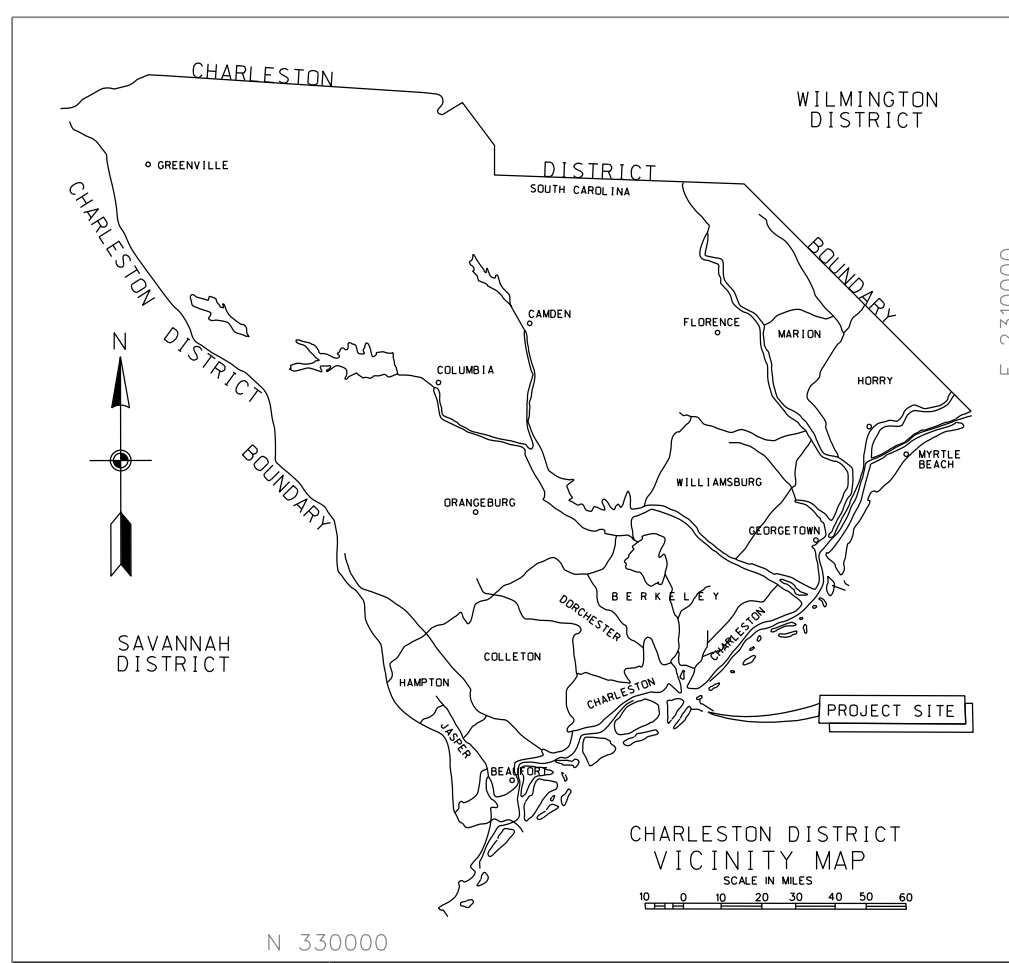 CHARLESTON
WILMINGTON
DISTRICT
DISTRICT
SOUTH CAROLINA
GREENVILLE
CHARLESTON
BOUNDARY
E 2310000
CAMDEN
FLORENCE
MARION
N
DISTRICT
COLUMBIA
HORRY
MYRTLE
BEACH
BOUNDARY
WILLIAMSBURG
ORANGEBURG
GEORGETOWN
BERKELEY
DORCHESTER
CHARLESTON
SAVANNAH
DISTRICT
COLLETON
HAMPTON
CHARLESTON
PROJECT SITE
JASPER
BEAUFORT
CHARLESTON DISTRICT
VICINITY MAP
SCALE IN MILES
10 0 10 20 30 40 50 60
N 330000